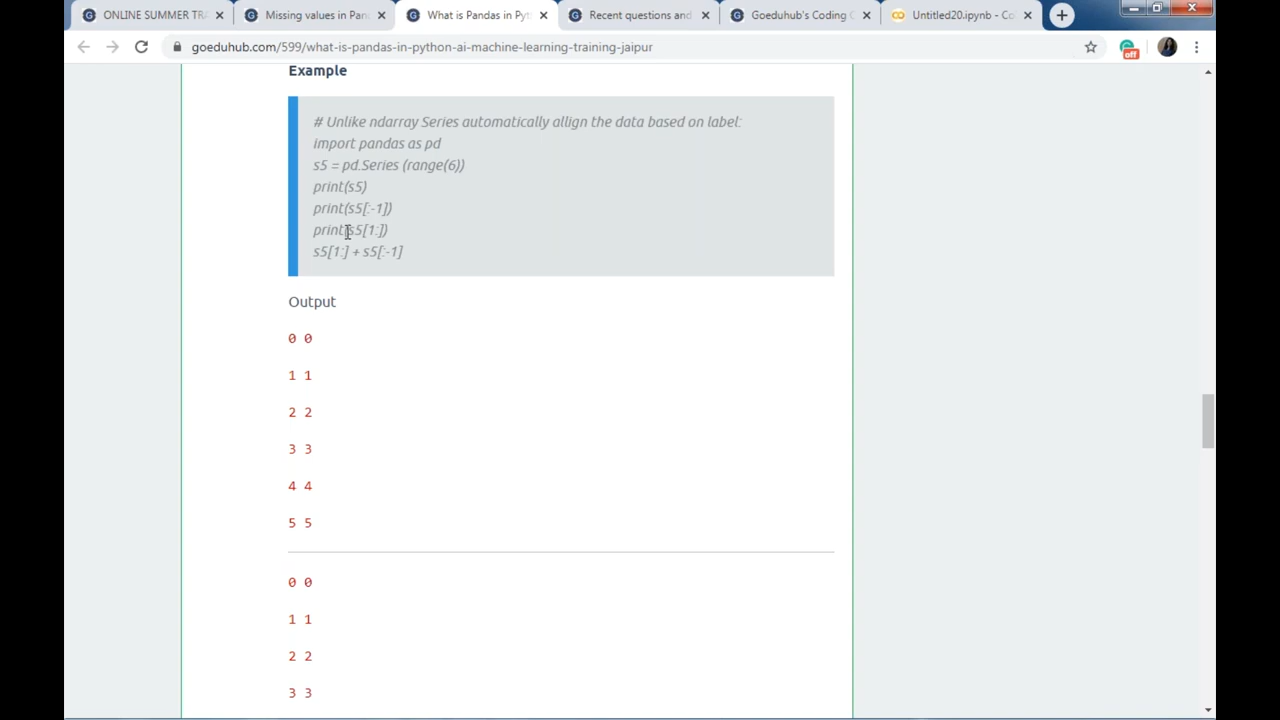 ONLINE SUMMER TRA
Missing values in Pan
What is Pandas in Pyt
Recent questions and
Goeduhub's Coding C
Untitled20.ipynb - Co
goeduhub.com/599/what-is-pandas-in-python-ai-machine-learning-training-jaipur
off
Example
# Unlike ndarray Series automatically allign the data based on label:
import pandas as pd
s5 = pd.Series (range(6))
print(s5)
print(s5[:-1])
print(s5[1:])
s5[1:] + s5[:-1]
Output
0 0
1 1
2 2
3 3
4 4
5 5
0 0
1 1
2 2
3 3